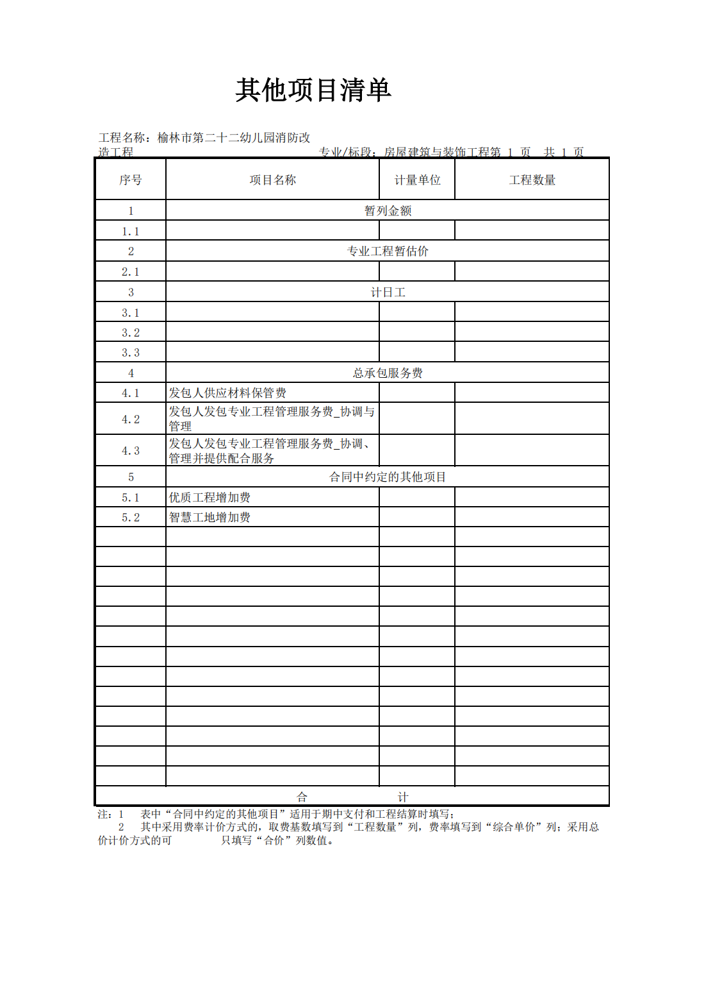 其他项目清单
工程名称：榆林市第二十二幼儿园消防改
造工程 专业/标段：房屋建筑与装饰工程第 1 页 共 1 页
序号 项目名称 计量单位 工程数量
1 暂列金额
1.1
2 专业工程暂估价
2.1
3 计日工
3.1
3.2
3.3
4 总承包服务费
4.1 发包人供应材料保管费
4.2 发包人发包专业工程管理服务费_协调与
管理
4.3 发包人发包专业工程管理服务费_协调、
管理并提供配合服务
5 合同中约定的其他项目
5.1 优质工程增加费
5.2 智慧工地增加费
合 计
注：1 表中“合同中约定的其他项目”适用于期中支付和工程结算时填写；
2 其中采用费率计价方式的，取费基数填写到“工程数量”列，费率填写到“综合单价”列；采用总
价计价方式的可 只填写“合价”列数值。